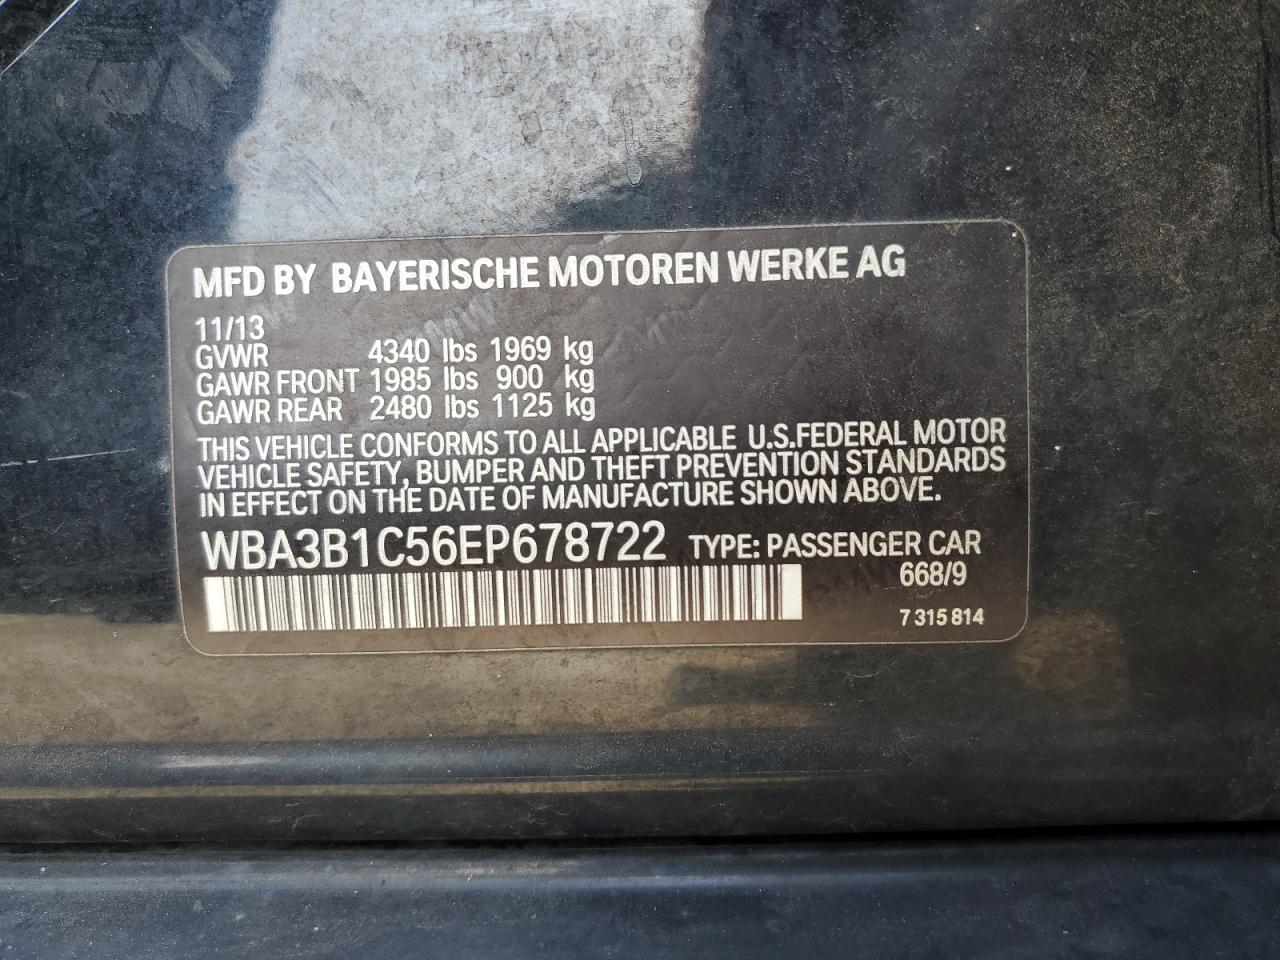 MFD BY BAYERISCHE MOTOREN WERKE AG
11/13
GVWR 4340 lbs 1969 kg
GAWR FRONT 1985 lbs 900 kg
GAWR REAR 2480 lbs 1125 kg
THIS VEHICLE CONFORMS TO ALL APPLICABLE U.S.FEDERAL MOTOR
VEHICLE SAFETY, BUMPER AND THEFT PREVENTION STANDARDS
IN EFFECT ON THE DATE OF MANUFACTURE SHOWN ABOVE.
WBA3B1C56EP678722 TYPE: PASSENGER CAR
668/9
7 315 814